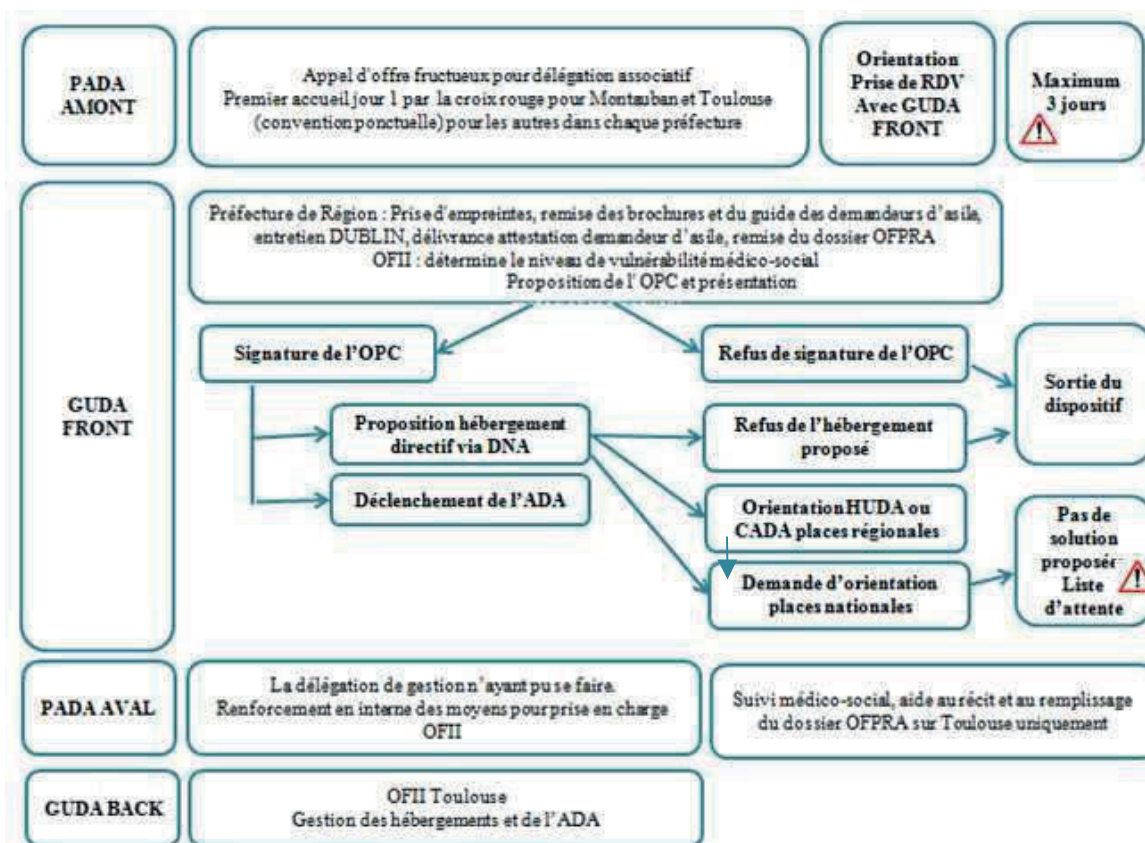 PADA
AMONT
Appel d'offre fructueux pour délégation associatif
Premier accueil jour 1 par la croix rouge pour Montauban et Toulouse
(convention ponctuelle) pour les autres dans chaque préfecture
Orientation
Prise de RDV
Avec GUDA
FRONT
Maximum
3 jours
GUDA
FRONT
Préfecture de Région : Prise d'empreintes, remise des brochures et du guide des demandeurs d'asile,
entretien DUBLIN, délivrance attestation demandeur d'asile, remise du dossier OFPRA
OFII : détermine le niveau de vulnérabilité médico-social
Proposition de l' OPC et présentation
Signature de l'OPC
Refus de signature de l'OPC
Sortie du
dispositif
Proposition hébergement
directif via DNA
Refus de l'hébergement
proposé
Déclenchement de l'ADA
Orientation HUDA ou
CADA places régionales
Demande d'orientation
places nationales
Pas de
solution
proposér
Liste
d'attente
PADA AVAL
La délégation de gestion n'ayant pu se faire.
Renforcement en interne des moyens pour prise en charge
OFII
Suivi médico-social, aide au récit et au remplissage
du dossier OFPRA sur Toulouse uniquement
GUDA BACK
OFII Toulouse
Gestion des hébergements et de l'ADA